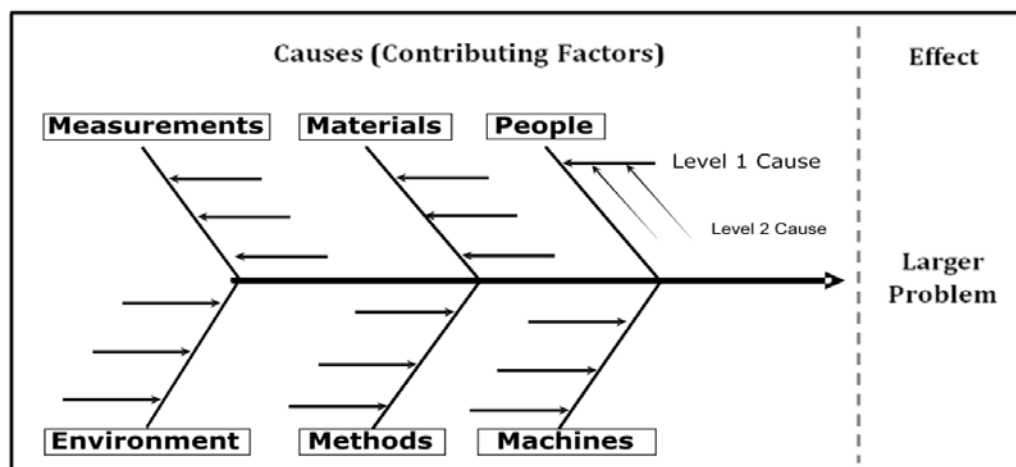 Causes (Contributing Factors)
Effect
Measurements
Materials
People
Level 1 Cause
Level 2 Cause
Larger
Problem
Environment
Methods
Machines